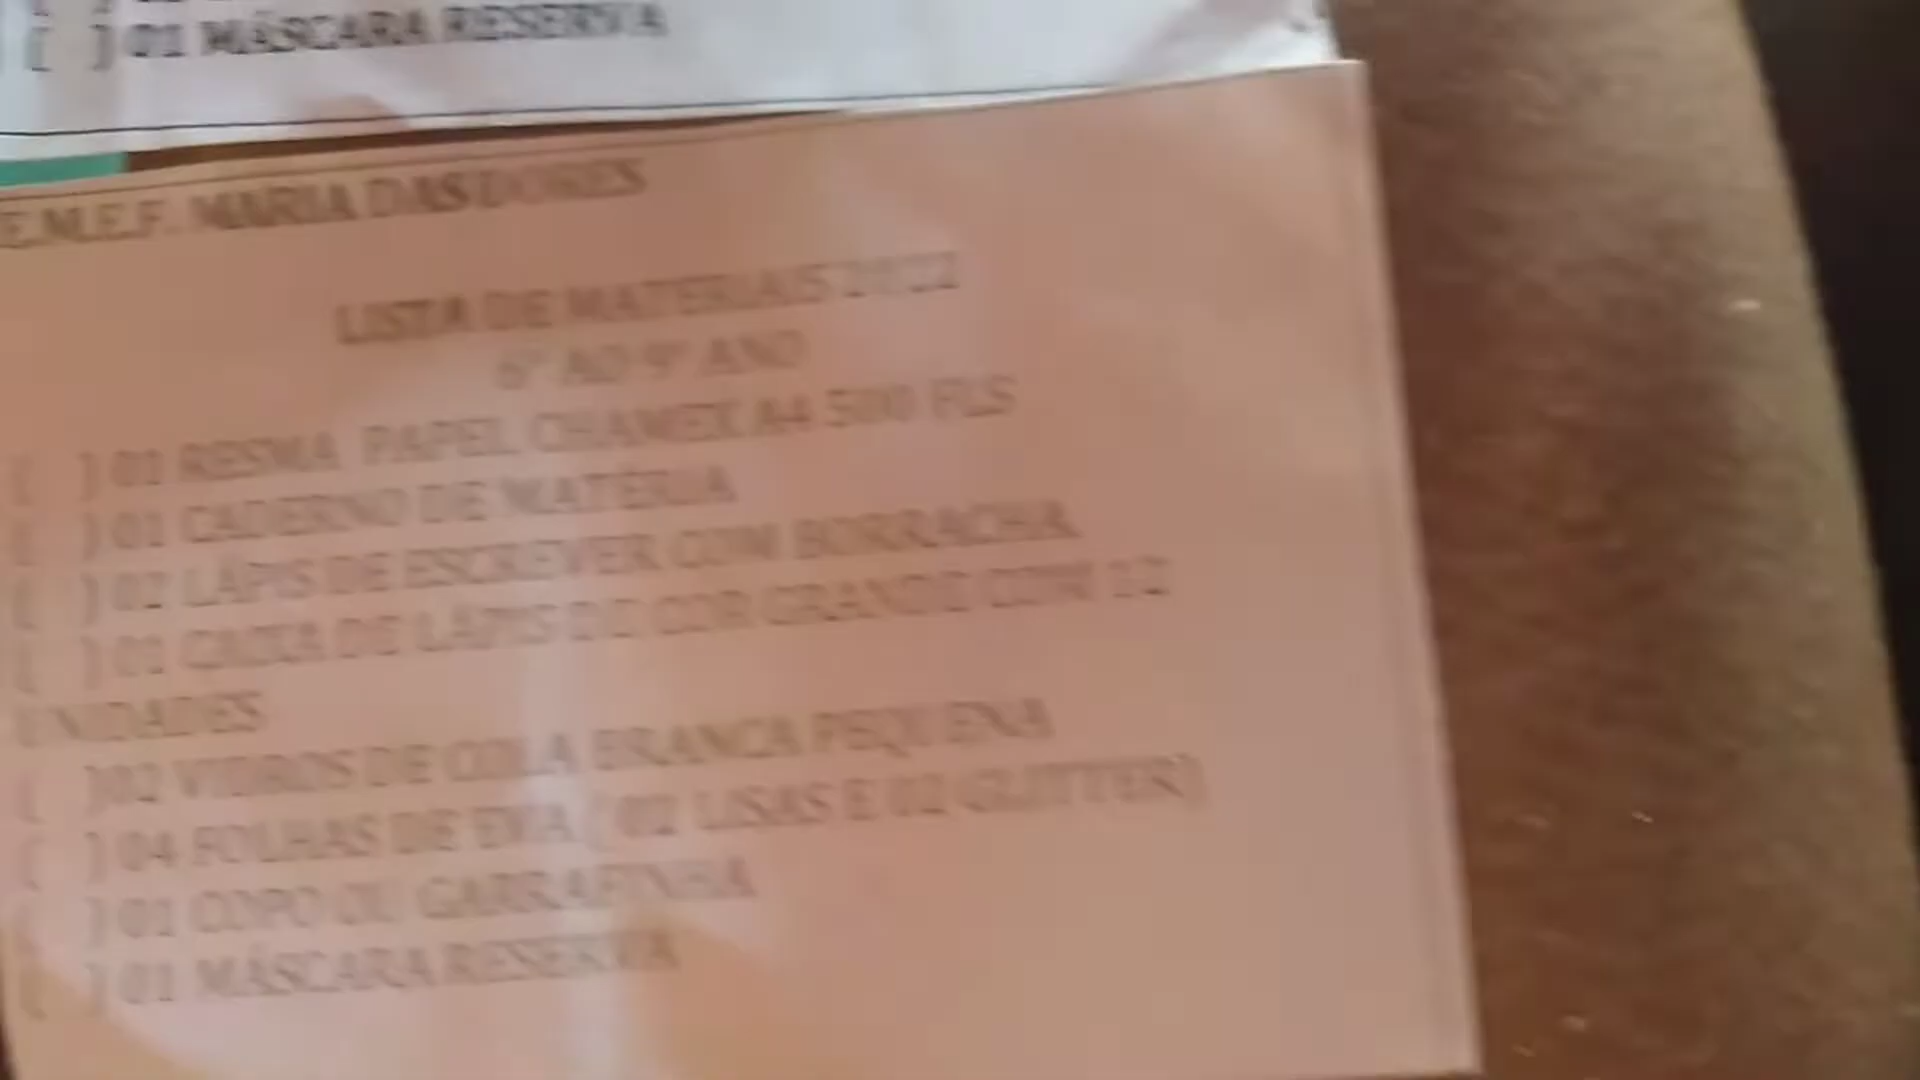 [ ] 01 MÁSCARA RESERVA
E.M.E.F. MARIA DAS DORES
LISTA DE MATERIAIS 2022
6º AO 9º ANO
[ ] 01 RESMA PAPEL CHAMEX A4 500 FLS
[ ] 01 CADERNO DE MATÉRIA
[ ] 02 LÁPIS DE ESCREVER COM BORRACHA
[ ] 01 CAIXA DE LÁPIS DE COR GRANDE COM 12
UNIDADES
[ ] 02 VIDROS DE COLA BRANCA PEQUENA
[ ] 04 FOLHAS DE EVA ( 02 LISAS E 02 GLITTER)
[ ] 01 COPO OU GARRAFINHA
[ ] 01 MÁSCARA RESERVA